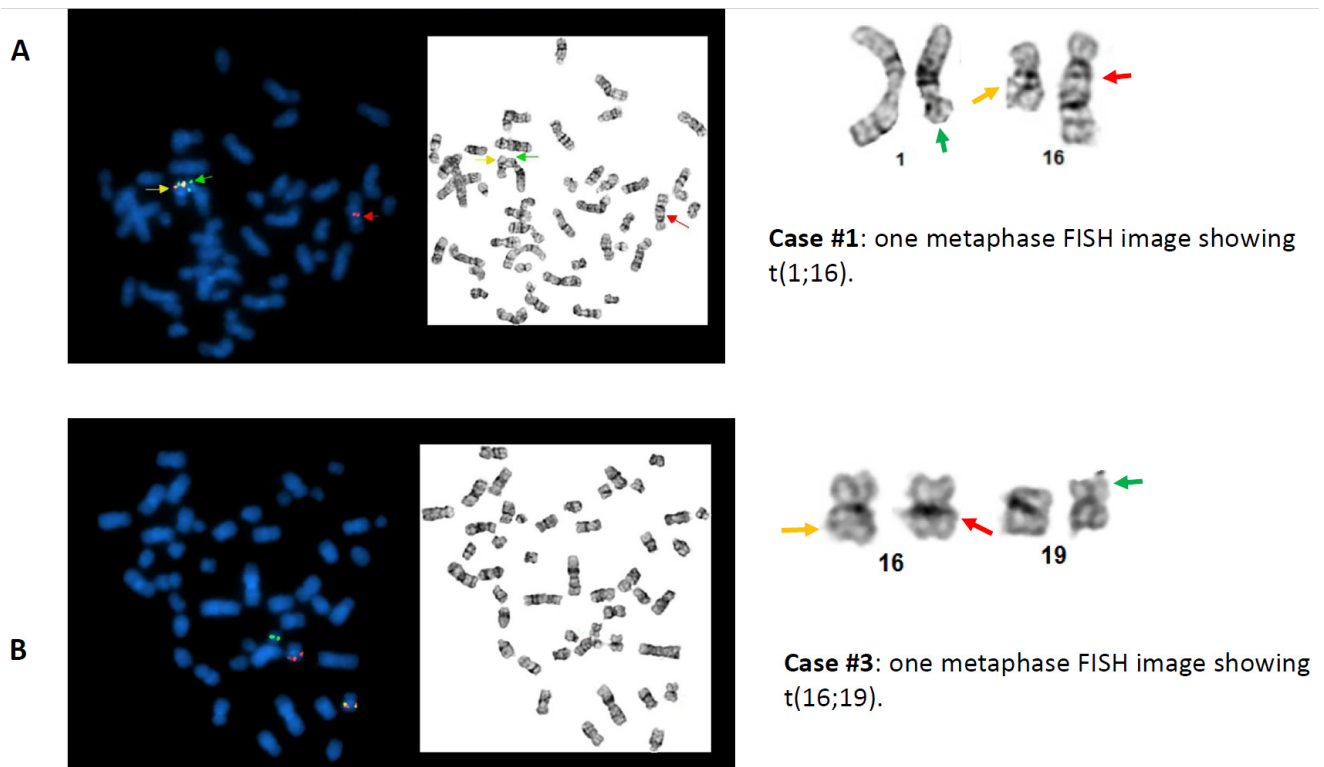 A
1
16
Case #1: one metaphase FISH image showing
t(1;16).
B
16
19
Case #3: one metaphase FISH image showing
t(16;19).